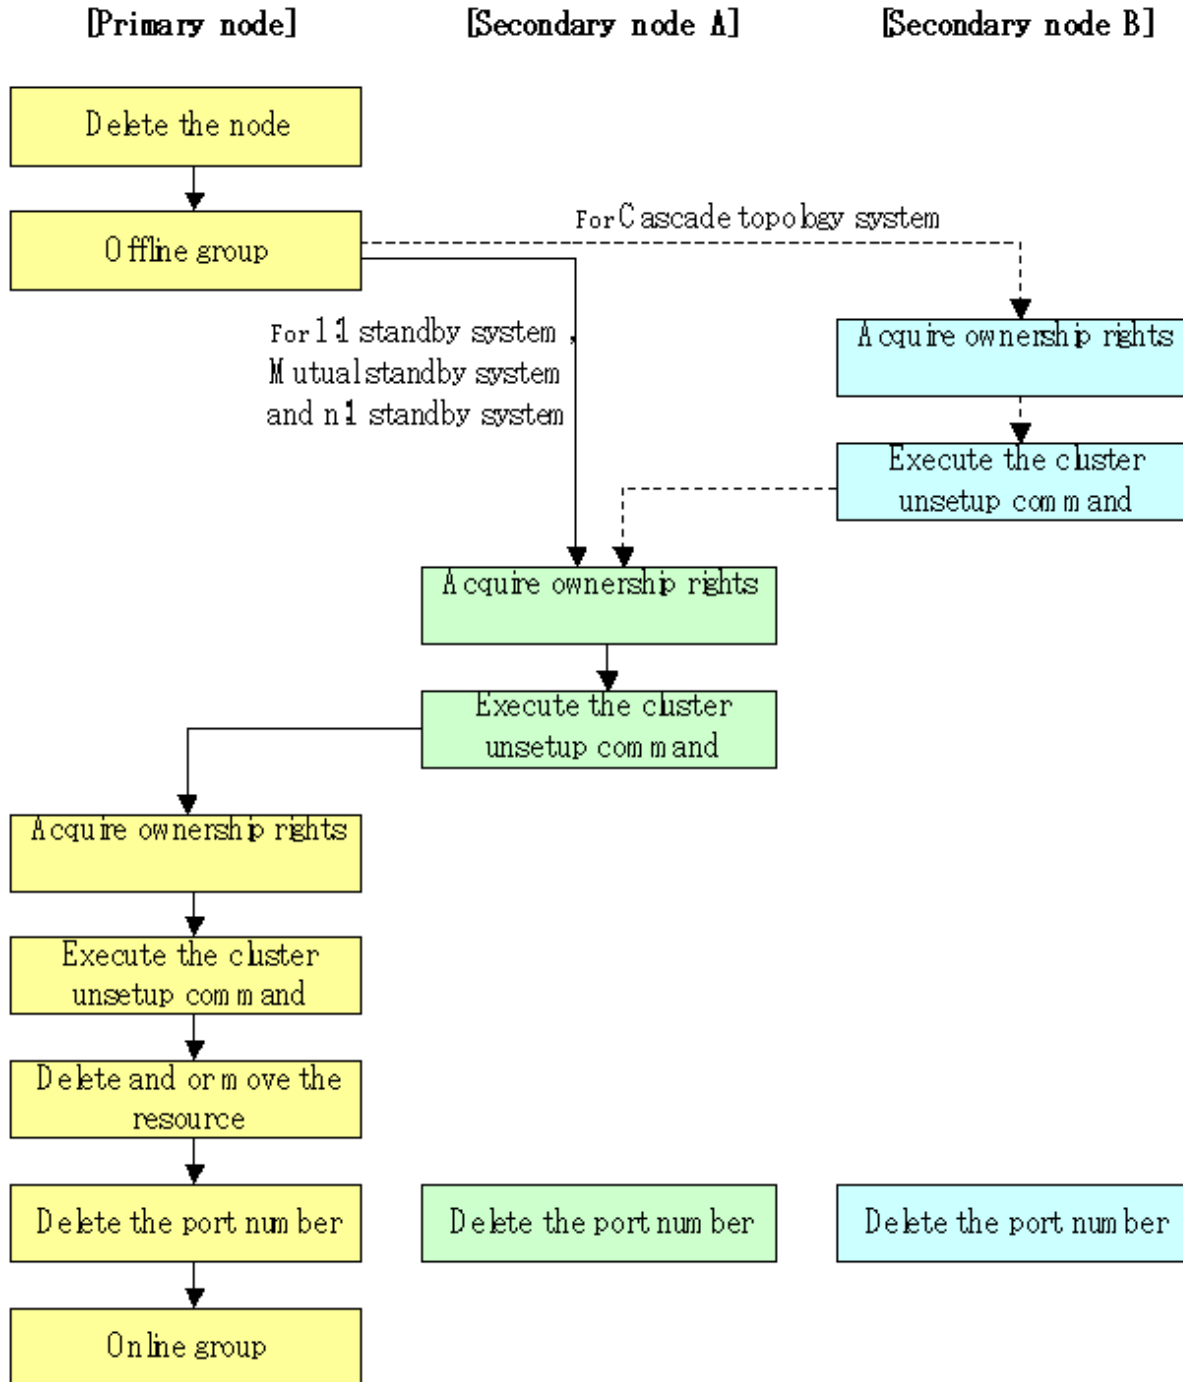 [Primary node]
[Secondary node A]
[Secondary node B]
Delete the node
Offline group
For Cascade topology system
For 1:1 standby system ,
Mutual standby system
and n:1 standby system
Acquire ownership rights
Execute the cluster
unsetup command
Acquire ownership rights
Execute the cluster
unsetup command
Acquire ownership rights
Execute the cluster
unsetup command
Delete and or move the
resource
Delete the port number
Delete the port number
Delete the port number
Online group